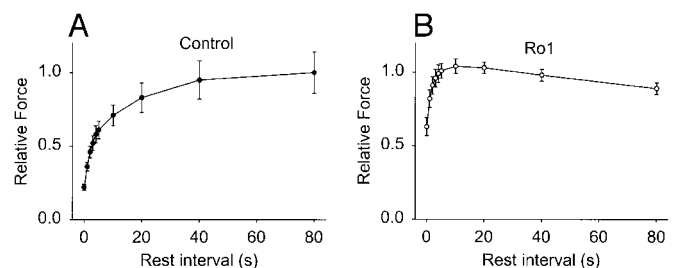 A
Control
Relative Force
1.0
0.5
0.0
0 20 40 60 80
Rest interval (s)
B
Ro1
Relative Force
1.0
0.5
0.0
0 20 40 60 80
Rest interval (s)